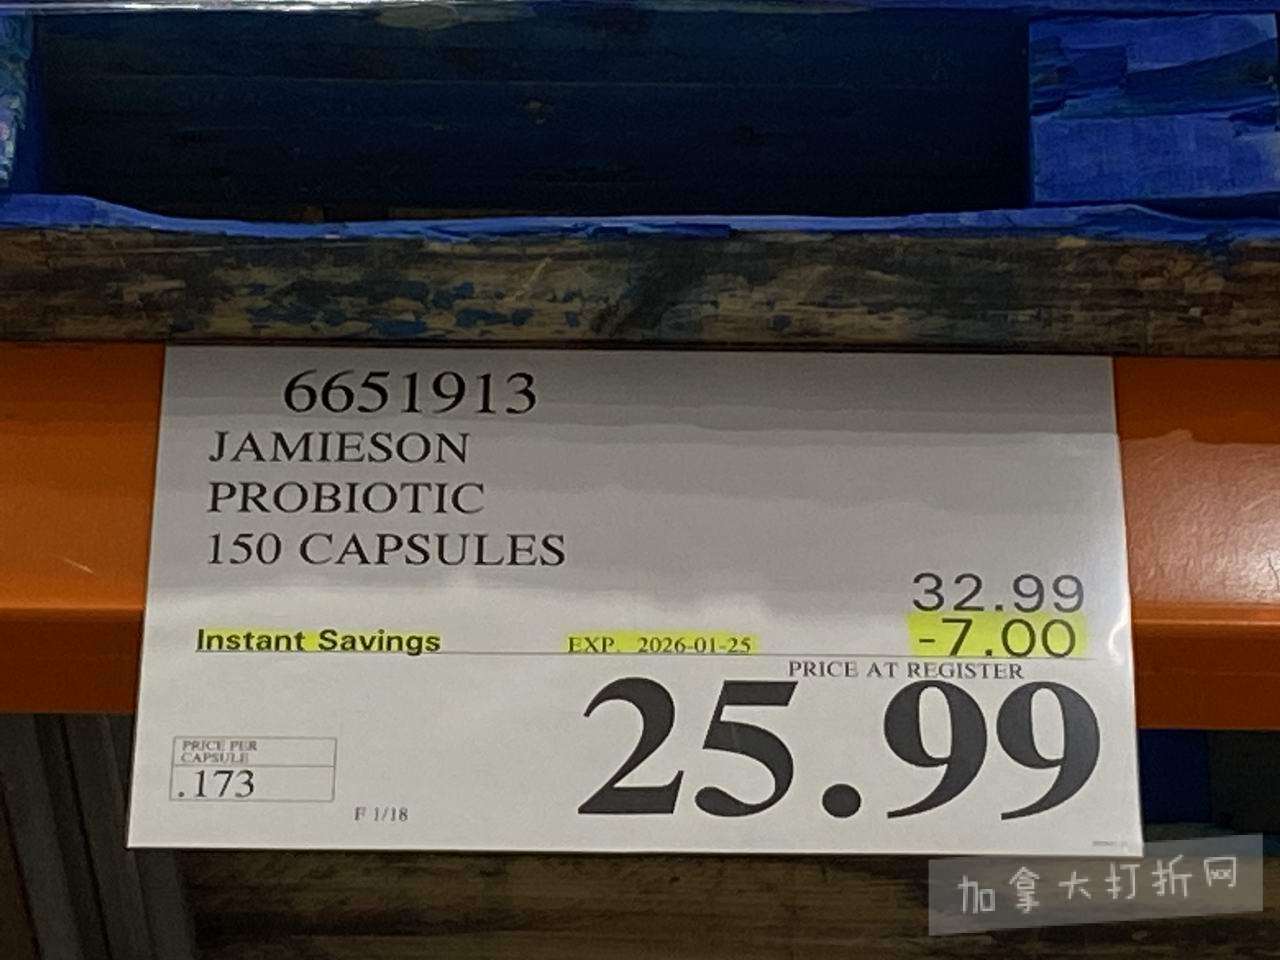 6651913
JAMIESON
PROBIOTIC
150 CAPSULES
32.99
Instant Savings EXP. 2026-01-25 -7.00
PRICE AT REGISTER
25.99
PRICE PER
CAPSULE
.173
F 1/18
加拿大打折网